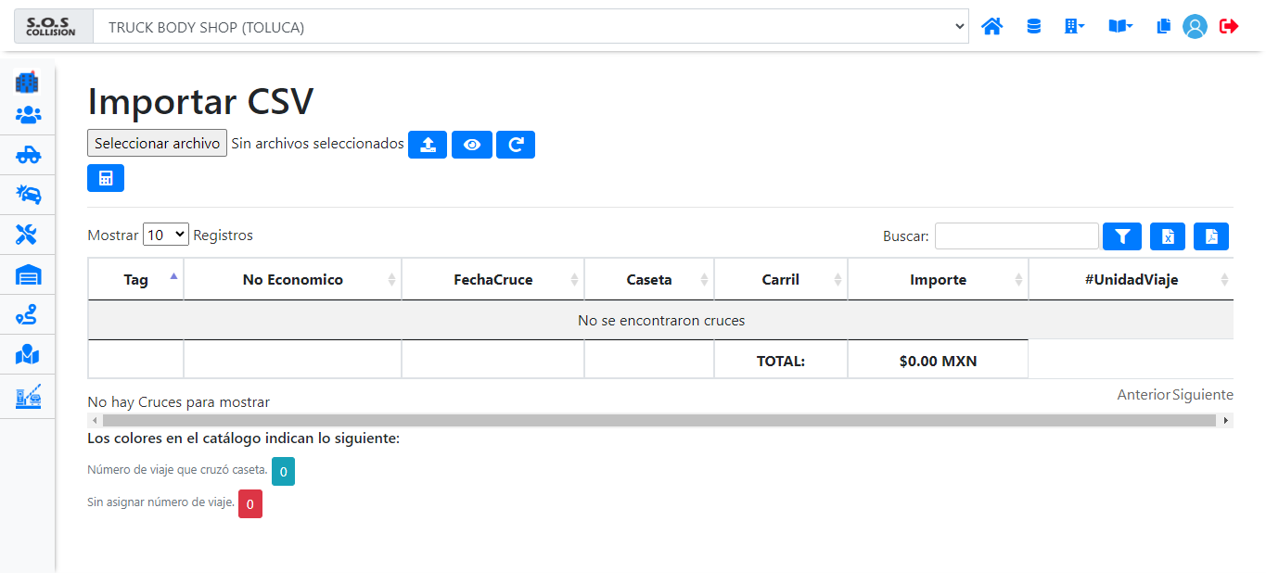 S.O.S COLLISION TRUCK BODY SHOP (TOLUCA)
Importar CSV
Seleccionar archivo Sin archivos seleccionados
Mostrar 10 Registros Buscar:
Tag No Economico FechaCruce Caseta Carril Importe #UnidadViaje
No se encontraron cruces
TOTAL: $0.00 MXN
No hay Cruces para mostrar Anterior Siguiente
Los colores en el catálogo indican lo siguiente:
Número de viaje que cruzó caseta. 0
Sin asignar número de viaje. 0